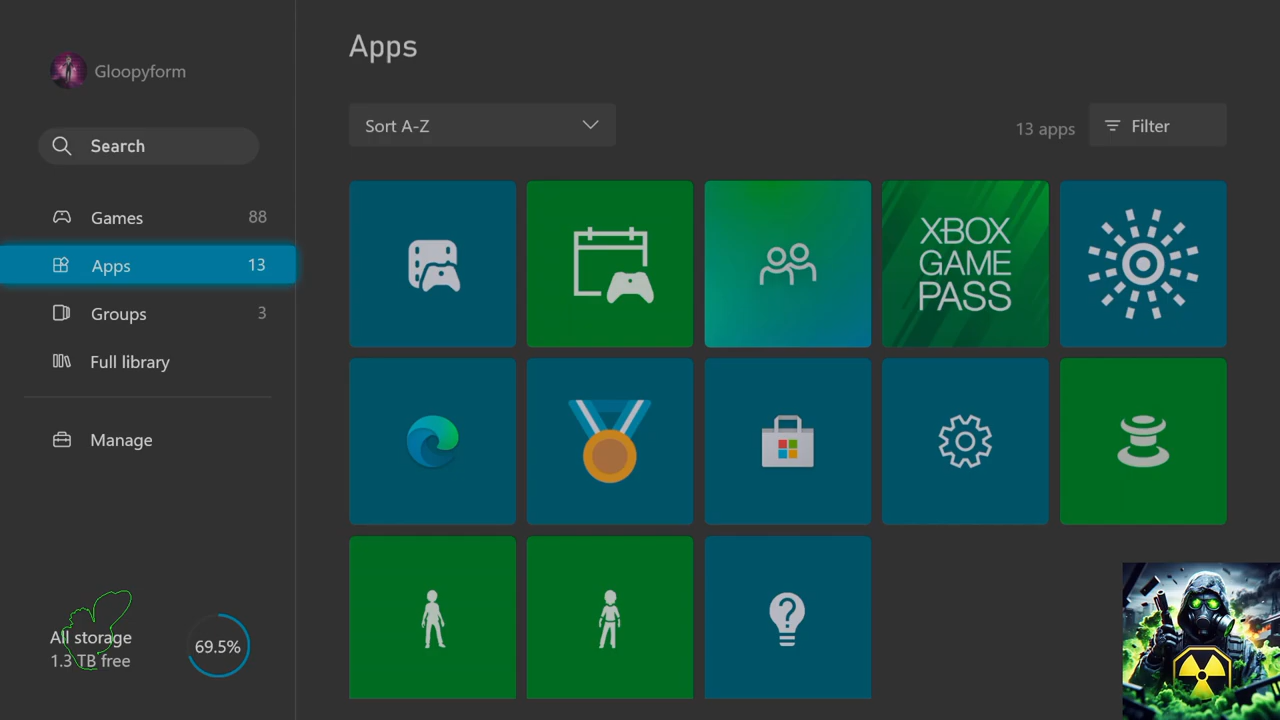 Gloopyform
Search
Games 88
Apps 13
Groups 3
Full library
Manage
All storage
1.3 TB free
69.5%
Apps
Sort A-Z
13 apps
Filter
XBOX
GAME
PASS